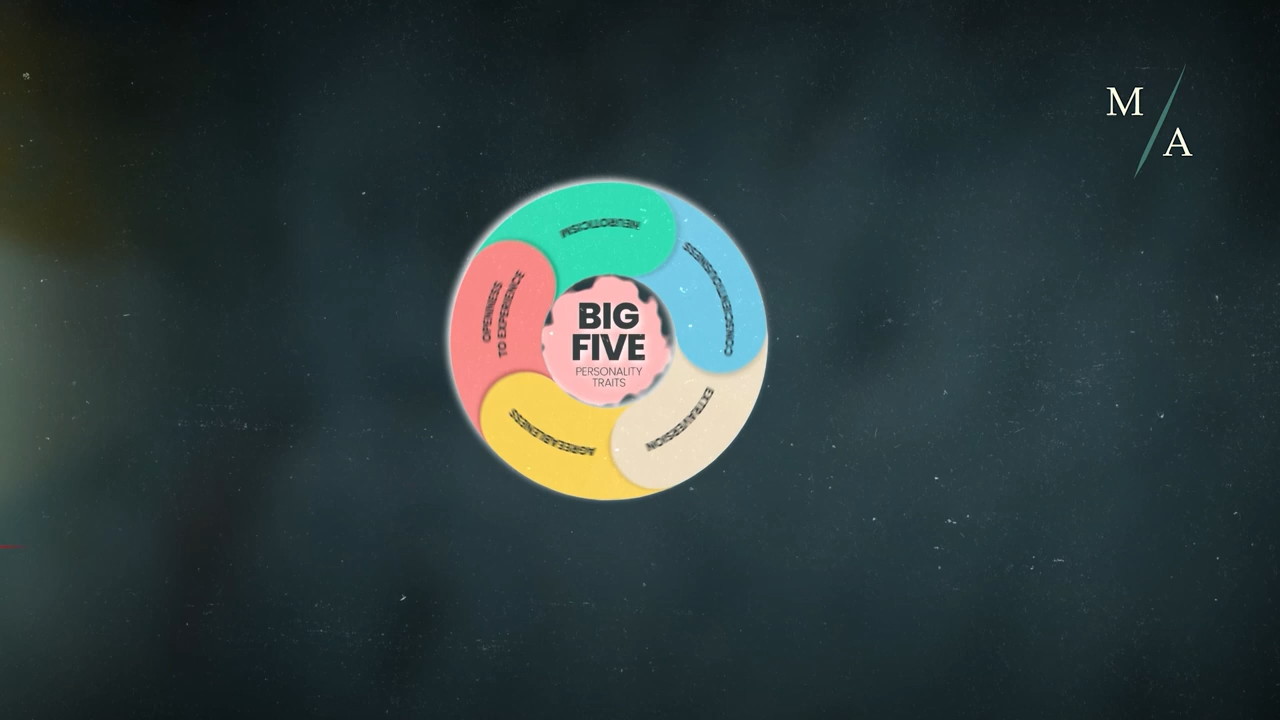 M
A
NEUROTICISM
CONSCIENTIOUSNESS
OPENNESS
TO EXPERIENCE
BIG
FIVE
PERSONALITY
TRAITS
EXTRAVERSION
AGREEABLENESS